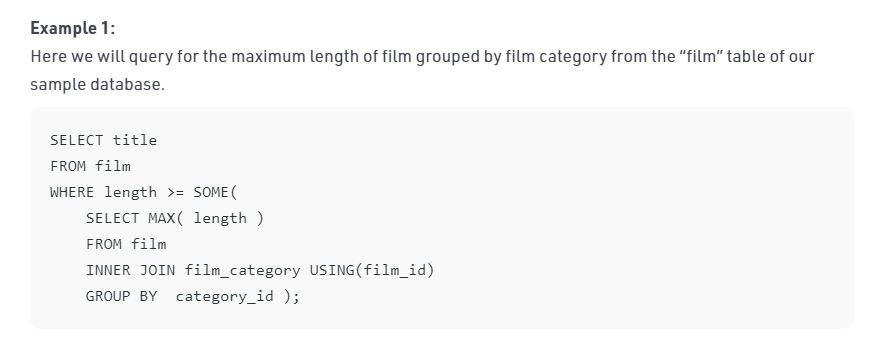 Example 1:
Here we will query for the maximum length of film grouped by film category from the “film” table of our
sample database.
SELECT title
FROM film
WHERE length >= SOME(
    SELECT MAX( length )
    FROM film
    INNER JOIN film_category USING(film_id)
    GROUP BY  category_id );